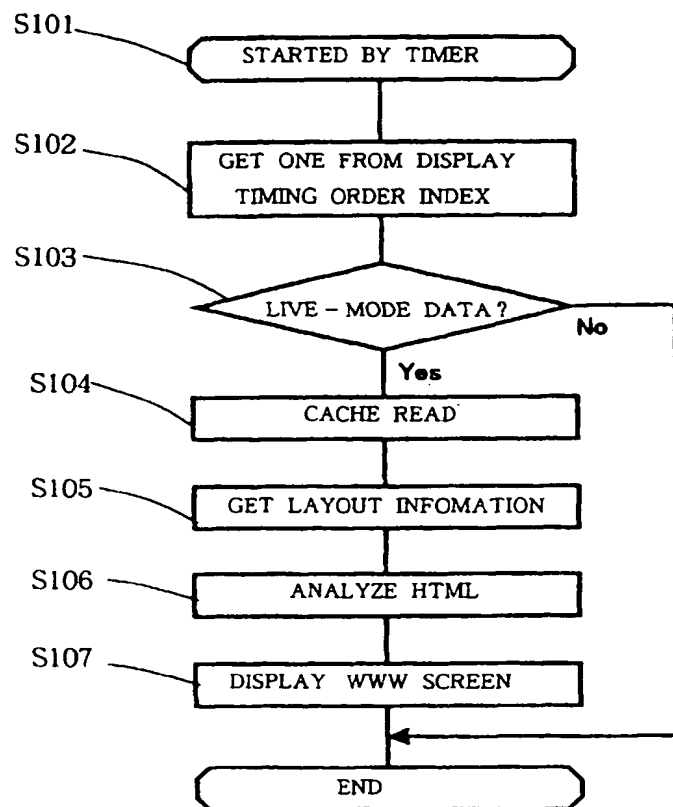 S101
STARTED BY TIMER
S102
GET ONE FROM DISPLAY
TIMING ORDER INDEX
S103
LIVE - MODE DATA?
No
Yes
S104
CACHE READ
S105
GET LAYOUT INFOMATION
S106
ANALYZE HTML
S107
DISPLAY WWW SCREEN
END